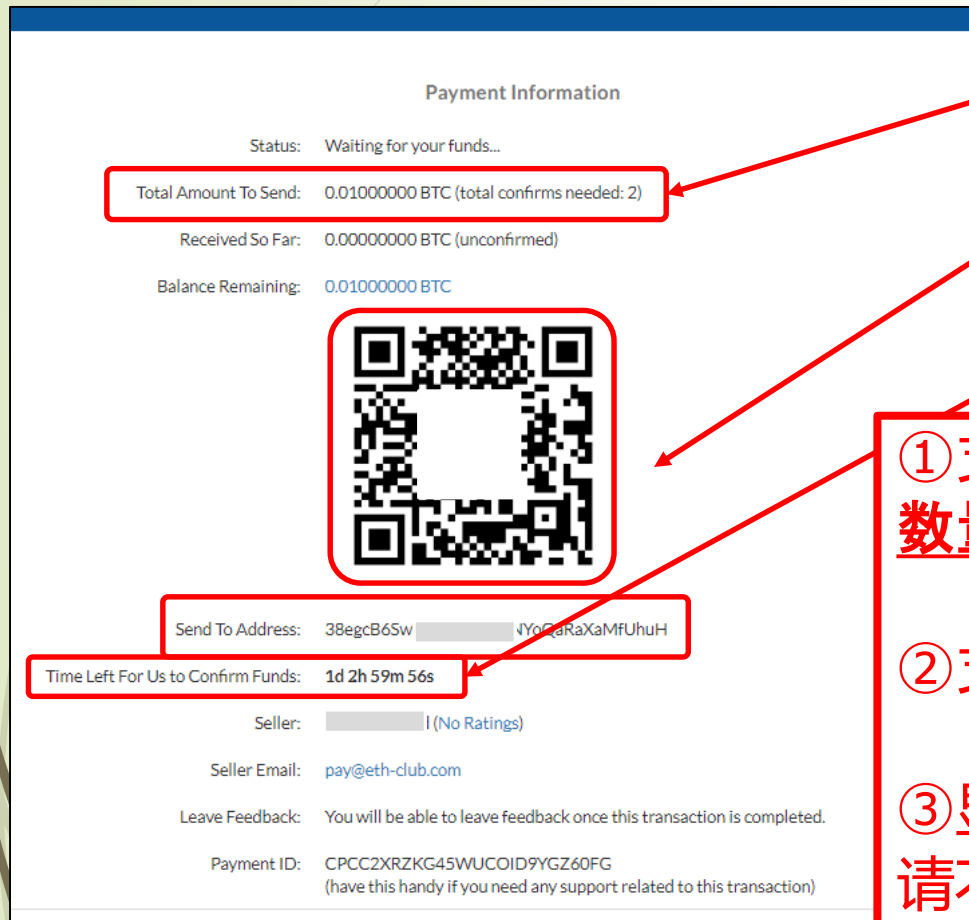 Payment Information
Status: Waiting for your funds...
Total Amount To Send: 0.01000000 BTC (total confirms needed: 2)
Received So Far: 0.00000000 BTC (unconfirmed)
Balance Remaining: 0.01000000 BTC
Send To Address: 38egcB6Sw YoQaRaXaMfUhuH
Time Left For Us to Confirm Funds: 1d 2h 59m 56s
Seller: (No Ratings)
Seller Email: pay@eth-club.com
Leave Feedback: You will be able to leave feedback once this transaction is completed.
Payment ID: CPCC2XRZKG45WUCOID9YGZ60FG
(have this handy if you need any support related to this transaction)
①
数
②
③
请